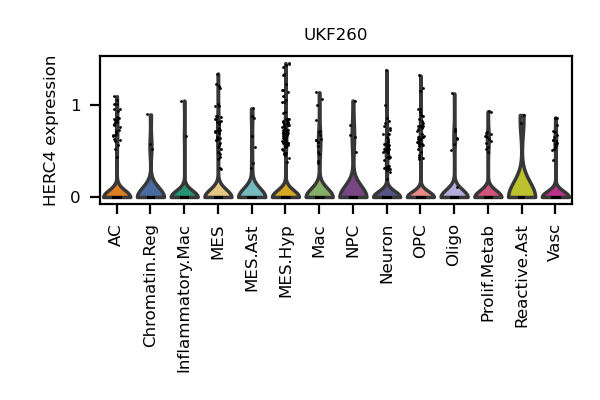 UKF260
HERC4 expression
1
0
AC
Chromatin.Reg
Inflammatory.Mac
MES
MES.Ast
MES.Hyp
Mac
NPC
Neuron
OPC
Oligo
Prolif.Metab
Reactive.Ast
Vasc